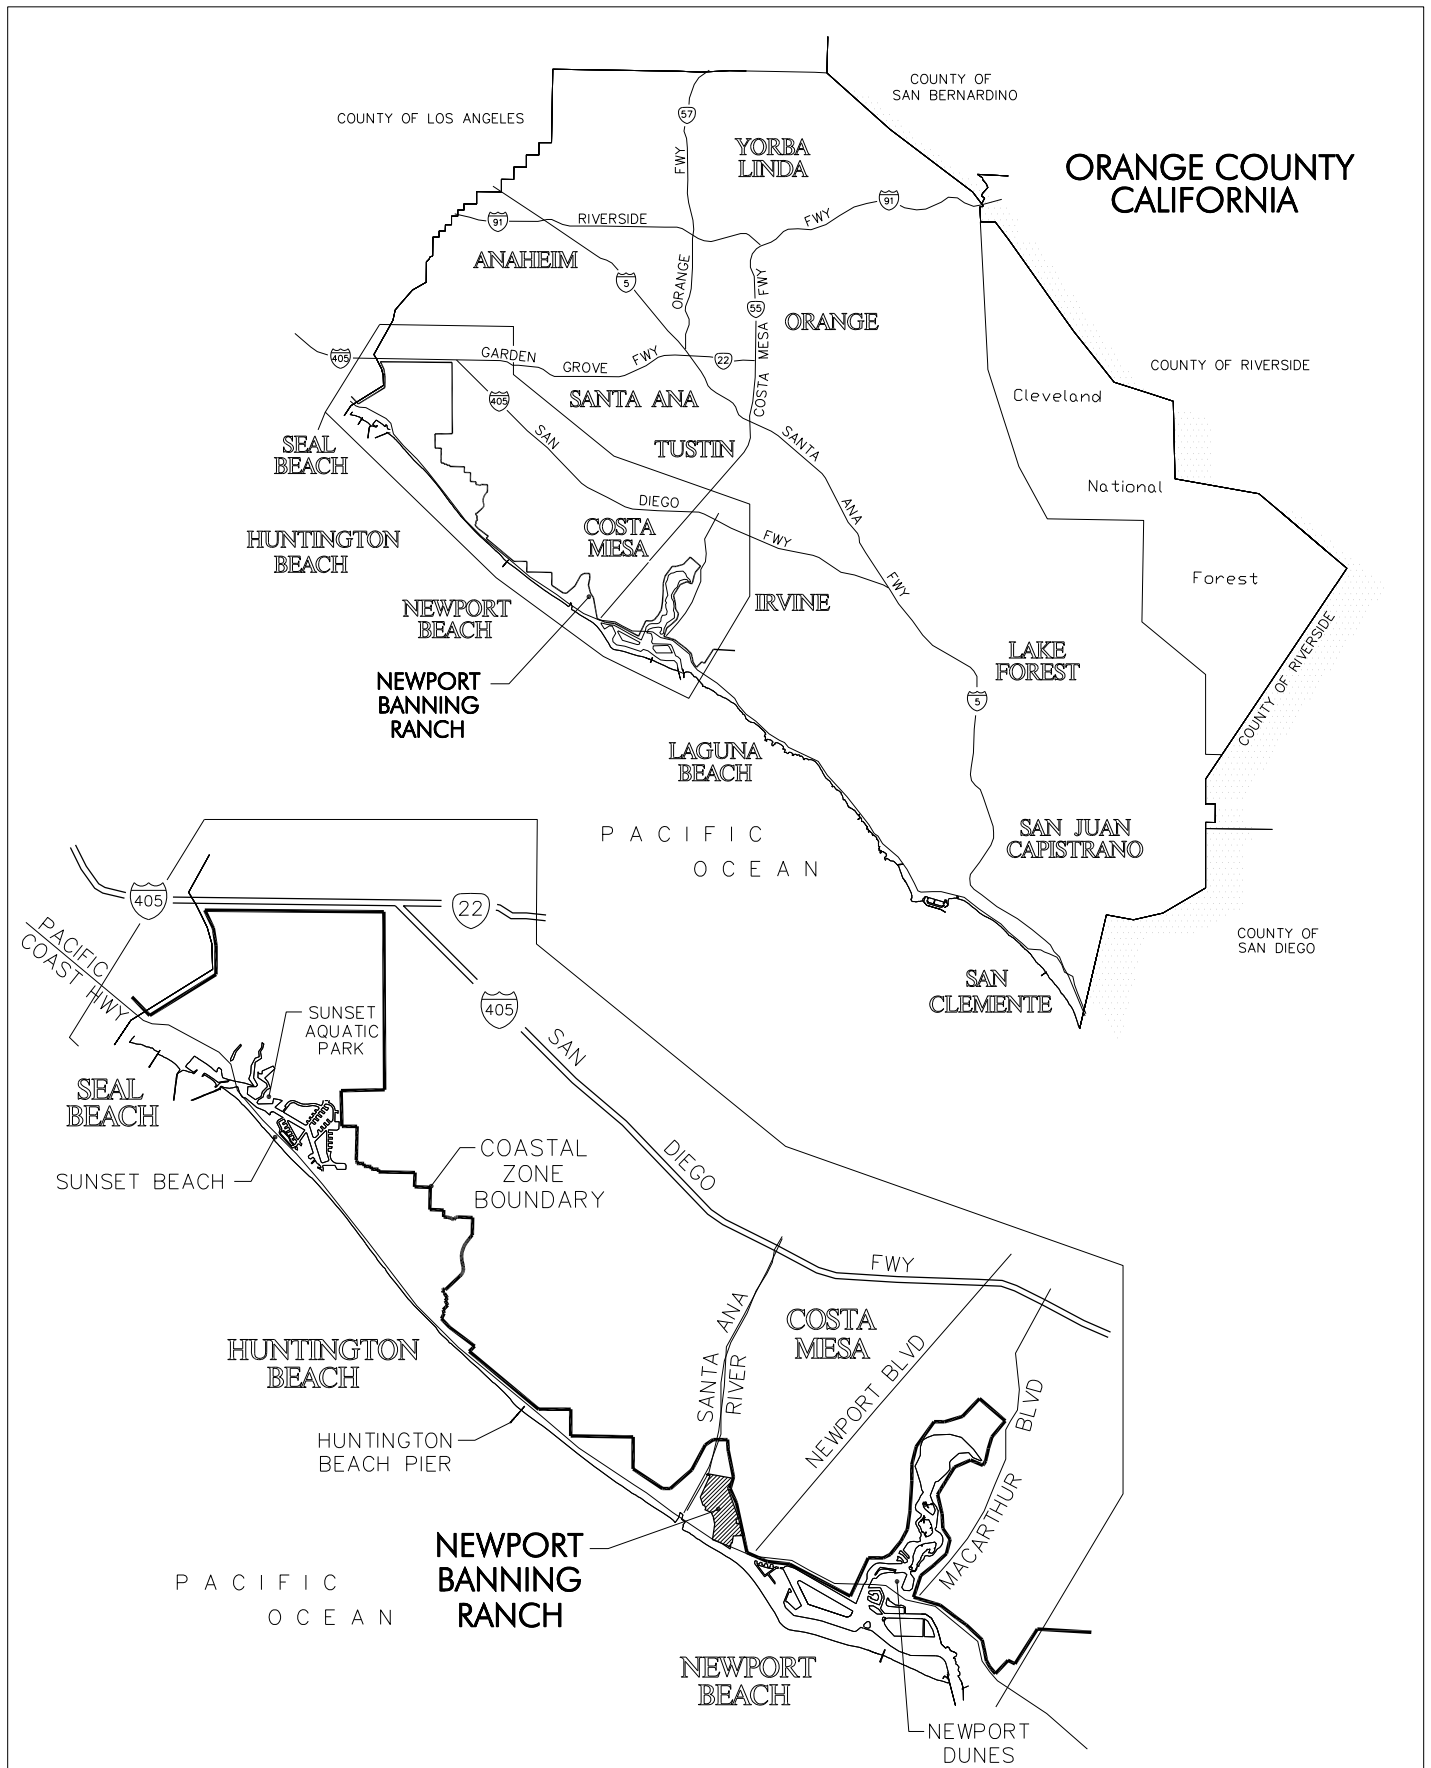 COUNTY OF
SAN BERNARDINO
COUNTY OF LOS ANGELES
57
FWY
YORBA
LINDA
ORANGE COUNTY
CALIFORNIA
91
RIVERSIDE
FWY
91
ANAHEIM
5
ORANGE
FWY
55
COSTA MESA
ORANGE
405
GARDEN
GROVE
FWY
22
COUNTY OF RIVERSIDE
405
SANTA ANA
Cleveland
SEAL
BEACH
SAN
TUSTIN
SANTA
National
DIEGO
ANA
HUNTINGTON
BEACH
COSTA
MESA
FWY
FWY
Forest
NEWPORT
BEACH
IRVINE
LAKE
FOREST
COUNTY OF RIVERSIDE
NEWPORT
BANNING
RANCH
5
LAGUNA
BEACH
PACIFIC
OCEAN
SAN JUAN
CAPISTRANO
COUNTY OF
SAN DIEGO
SAN
CLEMENTE
405
22
PACIFIC
COAST HWY
405
SUNSET
AQUATIC
PARK
SAN
SEAL
BEACH
SUNSET BEACH
COASTAL
ZONE
BOUNDARY
DIEGO
FWY
SANTA ANA
RIVER
COSTA
MESA
NEWPORT BLVD
HUNTINGTON
BEACH
MACARTHUR
BLVD
HUNTINGTON
BEACH PIER
NEWPORT
BANNING
RANCH
PACIFIC
OCEAN
NEWPORT
BEACH
NEWPORT
DUNES